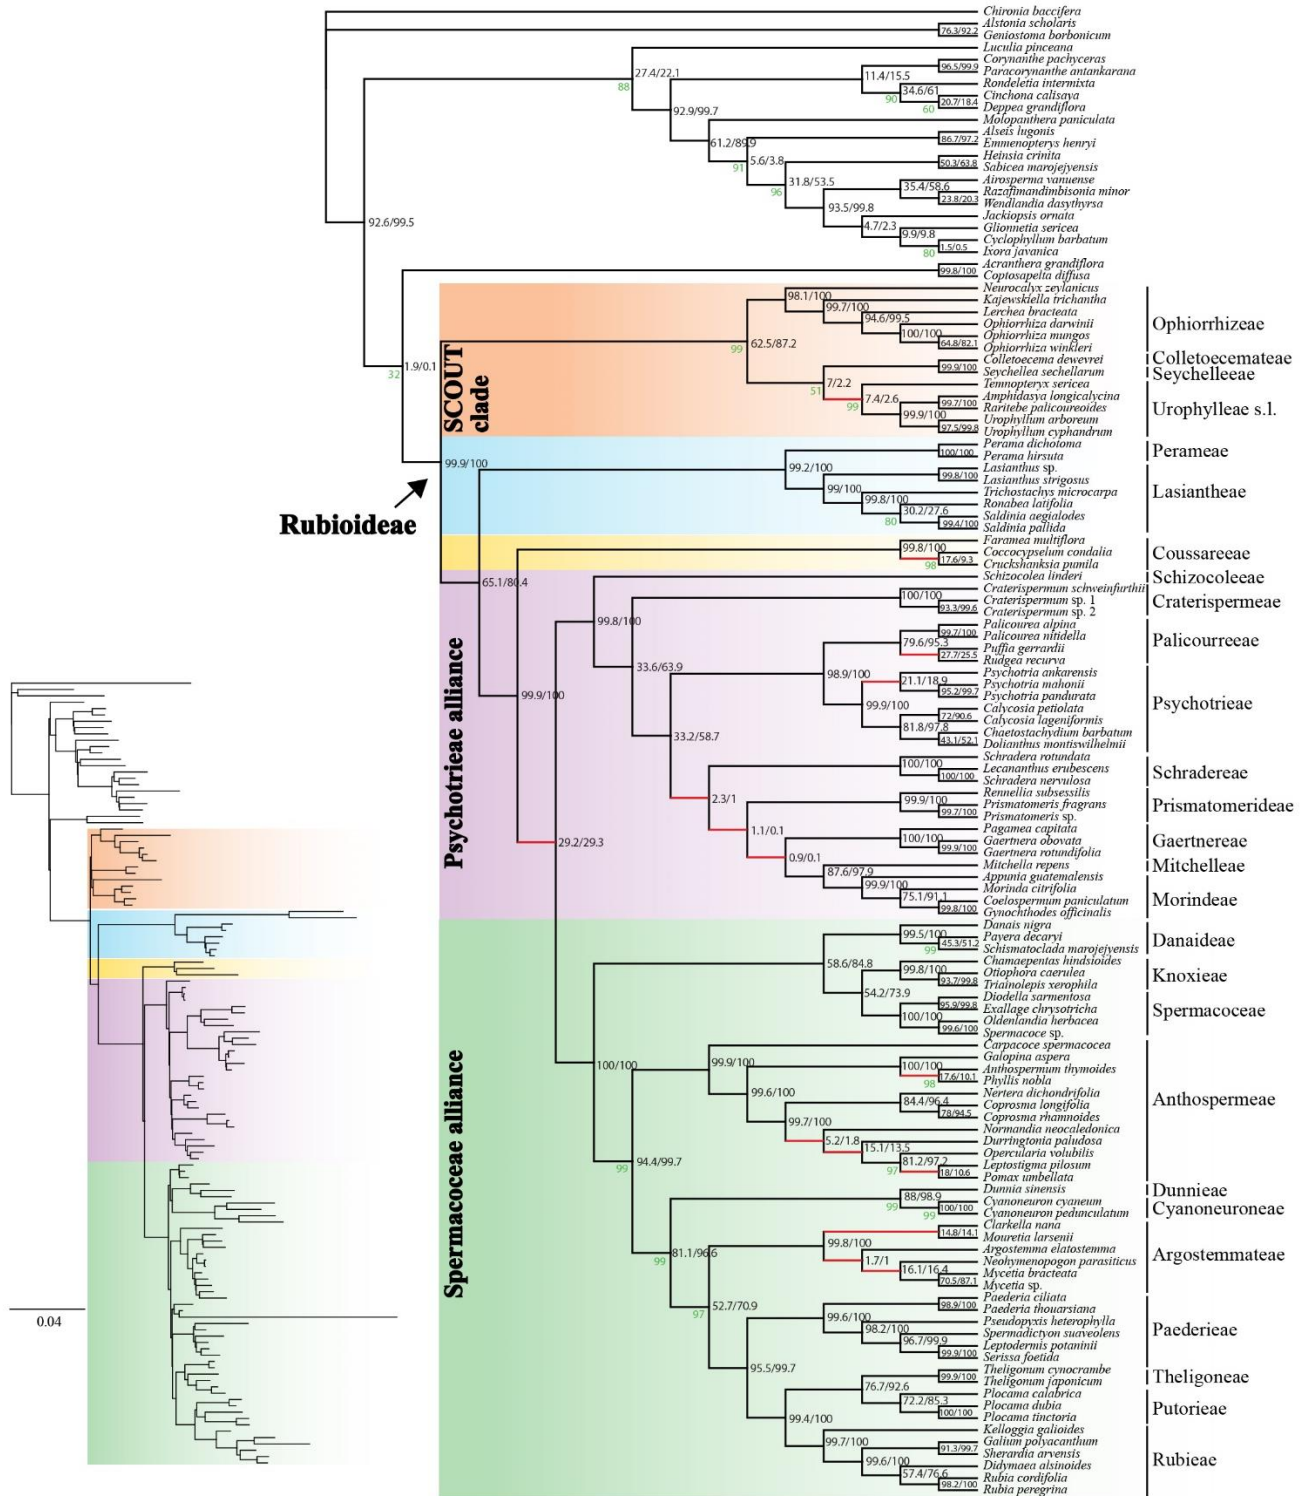 Chironia baccifera
Alstonia scholaris
76.3/92.2
Geniostoma borbonicum
Luculia pinceana
27.4/22.1
88
Corynanthe pachyceras
96.5/99.9
Paracorynanthe antankarana
11.4/15.5
Rondeletia intermixta
34.6/61
90
Cinchona calisaya
20.7/18.4
60
Deppea grandiflora
92.9/99.7
Molopanthera paniculata
61.2/89.9
Alseis lugonis
86.7/97.2
Emmenopterys henryi
91
5.6/3.8
Heinsia crinita
50.3/63.8
Sabicea marojejyensis
96
31.8/53.5
Airosperma vanuense
35.4/58.6
Razafimandimbisonia minor
23.8/20.3
Wendlandia dasythyrsa
93.5/99.8
Jackiopsis ornata
4.7/2.3
Glionnetia sericea
9.9/9.8
Cyclophyllum barbatum
1.5/0.5
80
Ixora javanica
92.6/99.5
Acranthera grandiflora
99.8/100
Coptosapelta diffusa
1.9/0.1
32
SCOUT
clade
Neurocalyx zeylanicus
98.1/100
Kajewskiella trichantha
99.7/100
Lerchea bracteata
94.6/99.5
Ophiorrhiza darwinii
100/100
Ophiorrhiza mungos
64.8/82.1
Ophiorrhiza winkleri
Ophiorrhizeae
62.5/87.2
99
Colletoecema dewevrei
99.9/100
Seychellea sechellarum
Colletoecemateae
Seychelleeae
7/2.2
51
Temnopteryx sericea
7.4/2.6
99
Amphidasya longicalycina
99.7/100
Raritebe palicoureoides
99.9/100
Urophyllum arboreum
97.5/99.8
Urophyllum cyphandrum
Urophylleae s.l.
99.9/100
Rubioideae
Perama dichotoma
100/100
Perama hirsuta
Perameae
99.2/100
Lasianthus sp.
99.8/100
Lasianthus strigosus
99/100
Trichostachys microcarpa
99.8/100
Ronabea latifolia
30.2/27.6
80
Saldinia aegialodes
99.4/100
Saldinia pallida
Lasiantheae
65.1/80.4
Faramea multiflora
99.8/100
Coccocypselum condalia
17.6/9.3
98
Cruckshanksia pumila
Coussareeae
99.9/100
Psychotrieae alliance
Schizocolea linderi
Schizocoleeae
99.8/100
Craterispermum schweinfurthii
100/100
Craterispermum sp. 1
93.3/99.6
Craterispermum sp. 2
Craterispermeae
33.6/63.9
Palicourea alpina
99.7/100
Palicourea nitidella
79.6/95.3
Puffia gerrardii
27.7/25.5
Rudgea recurva
Palicourreeae
98.9/100
Psychotria ankarensis
21.1/18.9
Psychotria mahonii
95.2/99.7
Psychotria pandurata
99.9/100
Calycosia petiolata
72/90.6
Calycosia lageniformis
81.8/97.8
Chaetostachydium barbatum
43.1/52.1
Dolianthus montiswilhelmii
Psychotrieae
33.2/58.7
Schradera rotundata
100/100
Lecananthus erubescens
100/100
Schradera nervulosa
Schradereae
2.3/1
Rennellia subsessilis
99.9/100
Prismatomeris fragrans
99.7/100
Prismatomeris sp.
Prismatomerideae
1.1/0.1
Pagamea capitata
100/100
Gaertnera obovata
99.9/100
Gaertnera rotundifolia
Gaertnereae
0.9/0.1
Mitchella repens
Mitchelleae
87.6/97.9
Appunia guatemalensis
99.9/100
Morinda citrifolia
75.1/91.1
Coelospermum paniculatum
99.8/100
Gynochthodes officinalis
Morindeae
29.2/29.3
Spermacoceae alliance
Danais nigra
99.5/100
Payera decaryi
45.3/51.2
99
Schismatoclada marojejyensis
Danaideae
58.6/84.8
Chamaepentas hindsioides
99.8/100
Otiophora caerulea
93.7/99.8
Triainolepis xerophila
Knoxieae
54.2/73.9
Diodella sarmentosa
95.9/99.8
Exallage chrysotricha
100/100
Oldenlandia herbacea
99.6/100
Spermacoce sp.
Spermacoceae
100/100
Carpacoce spermacocea
99.9/100
Galopina aspera
100/100
Anthospermum thymoides
17.6/10.1
98
Phyllis nobla
99.6/100
Nertera dichondrifolia
84.4/96.4
Coprosma longifolia
78/94.5
Coprosma rhamnoides
99.7/100
Normandia neocaledonica
5.2/1.8
Durringtonia paludosa
15.1/13.5
Opercularia volubilis
81.2/97.2
97
Leptostigma pilosum
18/10.6
Pomax umbellata
Anthospermeae
94.4/99.7
99
Dunnia sinensis
Dunnieae
88/98.9
99
Cyanoneuron cyaneum
100/100
99
Cyanoneuron pedunculatum
Cyanoneuroneae
81.1/96.6
99
Clarkella nana
14.8/14.1
Mouretia larsenii
99.8/100
Argostemma elatostemma
1.7/1
Neohymenopogon parasiticus
16.1/16.4
Mycetia bracteata
70.5/87.1
Mycetia sp.
Argostemmateae
52.7/70.9
97
Paederia ciliata
98.9/100
Paederia thouarsiana
99.6/100
Pseudopyxis heterophylla
98.2/100
Spermadictyon suaveolens
96.7/99.9
Leptodermis potaninii
99.9/100
Serissa foetida
Paederieae
95.5/99.7
Theligonum cynocrambe
99.9/100
Theligonum japonicum
Theligoneae
76.7/92.6
Plocama calabrica
72.2/85.3
Plocama dubia
100/100
Plocama tinctoria
Putorieae
99.4/100
Kelloggia galioides
99.7/100
Galium polyacanthum
91.3/99.7
Sherardia arvensis
99.6/100
Didymaea alsinoides
57.4/76.6
Rubia cordifolia
98.2/100
Rubia peregrina
Rubieae
0.04